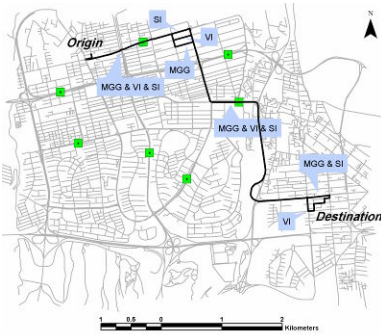 SI
N
Origin
VI
MGG
MGG & VI & SI
MGG & VI & SI
MGG & SI
Destination
VI
1 0.5 0 1 2
Kilometers